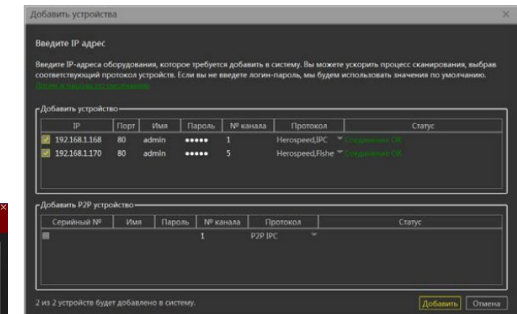 Добавить устройства
Введите IP адрес
Введите IP-адреса оборудования, которое требуется добавить в систему. Вы можете ускорить процесс сканирования, выбрав
соответствующий протокол устройств. Если вы не введете логин-пароль, мы будем использовать значения по умолчанию.
Логин и пароль по умолчанию
Добавить устройство
IP Порт Имя Пароль № канала Протокол Статус
192.168.1.168 80 admin ●●●●● 1 Herospeed,IPC Соединение OK
192.168.1.170 80 admin ●●●●● 5 Herospeed,Fishe Соединение OK
Добавить P2P устройство
Серийный № Имя Пароль № канала Протокол Статус
1 P2P IPC
2 из 2 устройств будет добавлено в систему.
Добавить Отмена